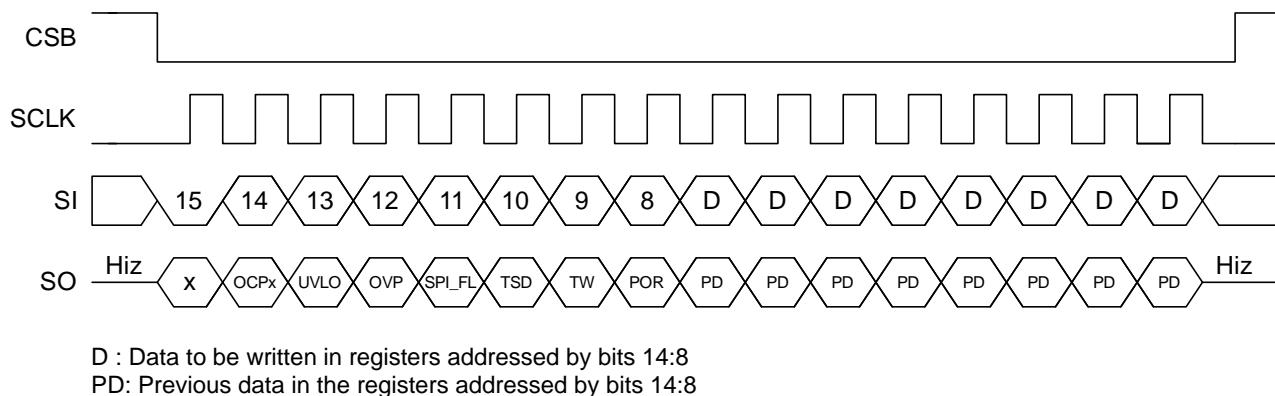 CSB
SCLK
SI 15 14 13 12 11 10 9 8 D D D D D D D D
Hiz Hiz
SO x OCPx UVLO OVP SPI_FL TSD TW POR PD PD PD PD PD PD PD PD
D : Data to be written in registers addressed by bits 14:8
PD: Previous data in the registers addressed by bits 14:8